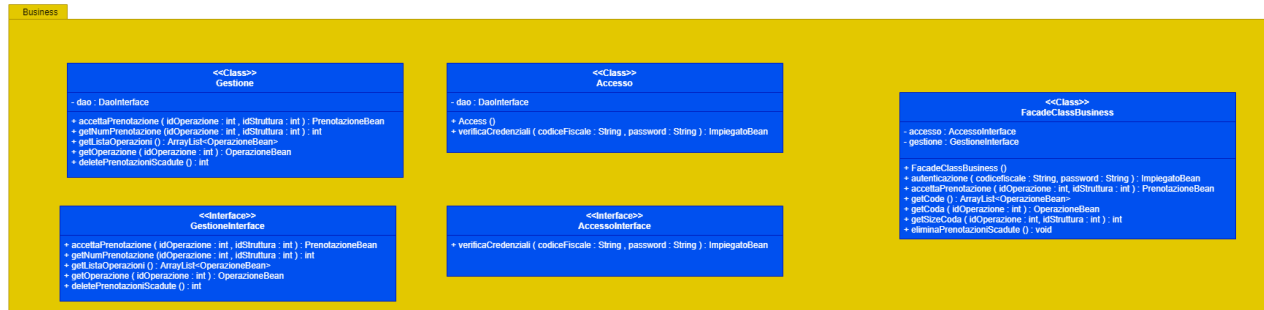 Business
<<Class>>
Gestione
- dao : DaoInterface
+ accettaPrenotazione ( idOperazione : int , idStruttura : int ) : PrenotazioneBean
+ getNumPrenotazione (idOperazione : int , idStruttura : int ) : int
+ getListaOperazioni () : ArrayList<OperazioneBean>
+ getOperazione ( idOperazione : int ) : OperazioneBean
+ deletePrenotazioniScadute () : int
<<Class>>
Accesso
- dao : DaoInterface
+ Access ()
+ verificaCredenziali ( codiceFiscale : String , password : String ) : ImpiegatoBean
<<Class>>
FacadeClassBusiness
- accesso : AccessoInterface
- gestione : GestioneInterface
+ FacadeClassBusiness ()
+ autenticazione ( codicefiscale : String, password : String ) : ImpiegatoBean
+ accettaPrenotazione ( idOperazione : int, idStruttura : int ) : PrenotazioneBean
+ getCode () : ArrayList<OperazioneBean>
+ getCoda ( idOperazione : int ) : OperazioneBean
+ getSizeCoda ( idOperazione : int, idStruttura : int ) : int
+ eliminaPrenotazioniScadute () : void
<<Interface>>
GestioneInterface
+ accettaPrenotazione ( idOperazione : int , idStruttura : int ) : PrenotazioneBean
+ getNumPrenotazione (idOperazione : int , idStruttura : int ) : int
+ getListaOperazioni () : ArrayList<OperazioneBean>
+ getOperazione ( idOperazione : int ) : OperazioneBean
+ deletePrenotazioniScadute () : int
<<Interface>>
AccessoInterface
+ verificaCredenziali ( codiceFiscale : String , password : String ) : ImpiegatoBean